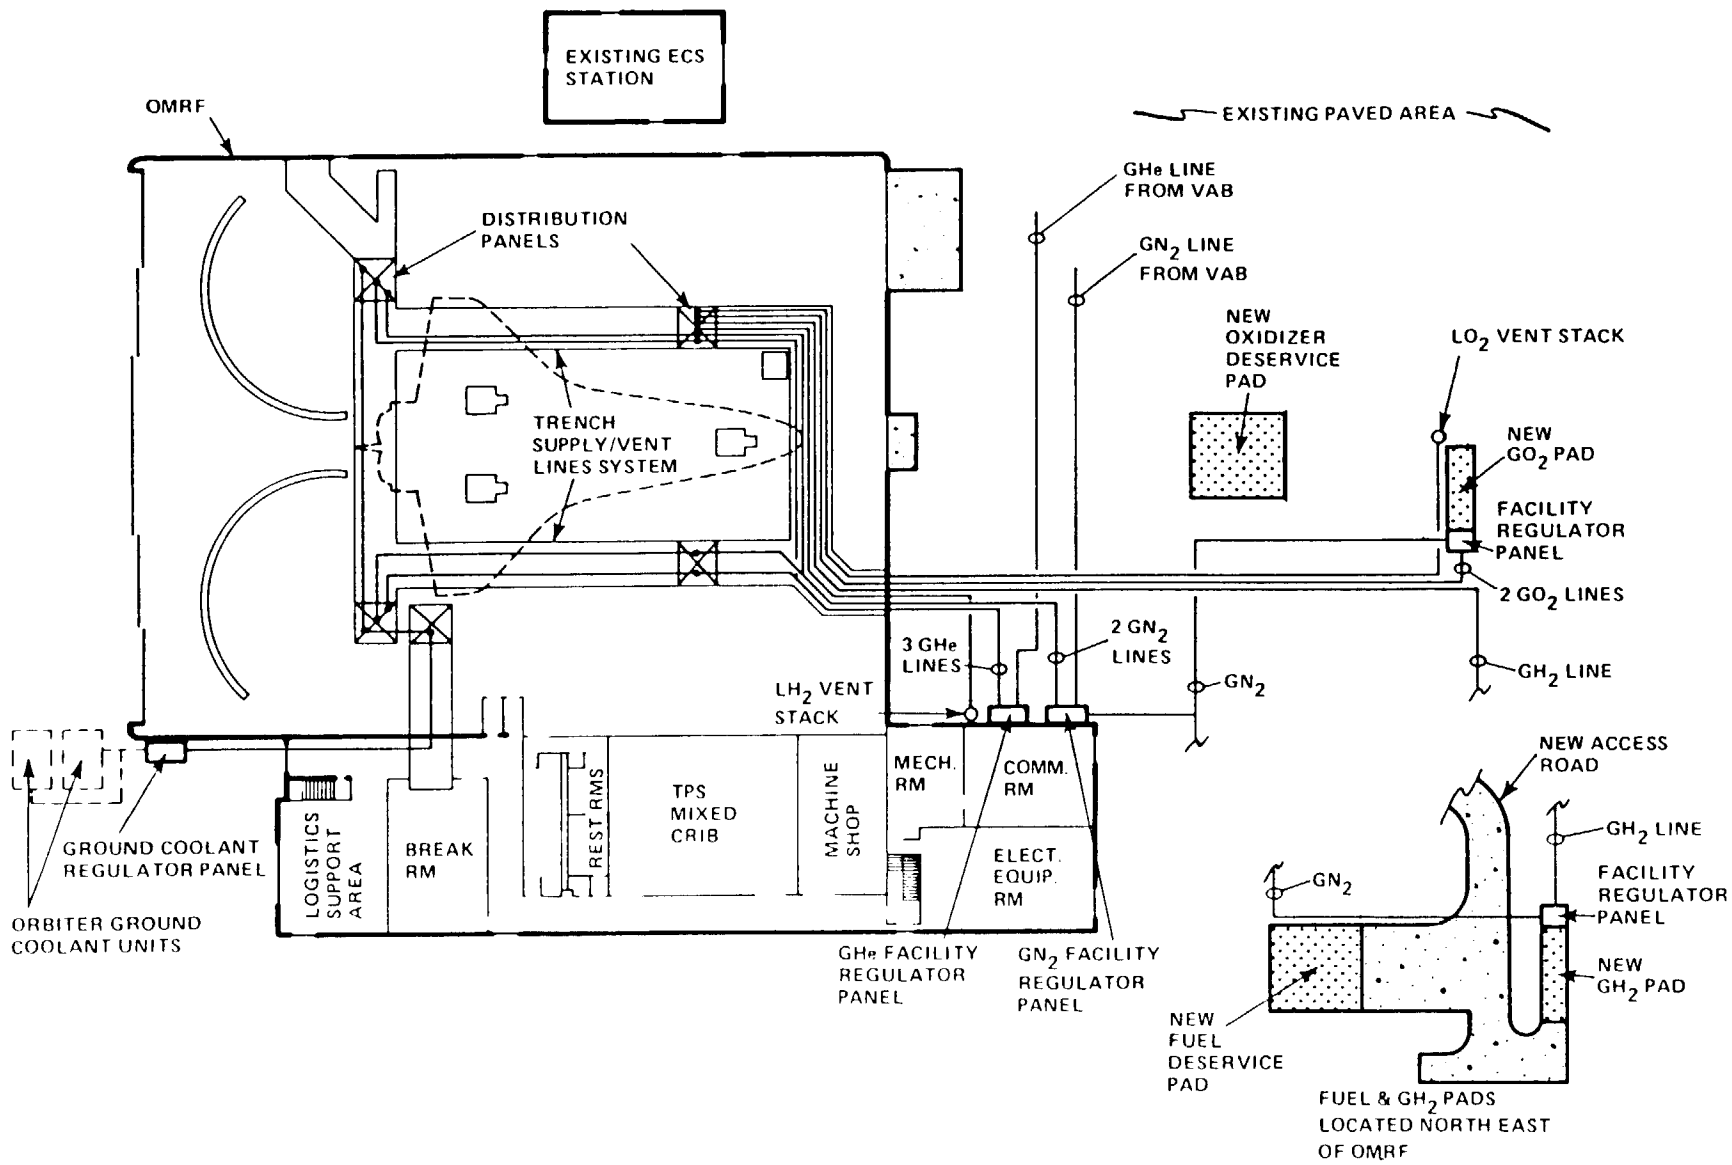 EXISTING ECS
STATION
OMRF
EXISTING PAVED AREA
GHe LINE
FROM VAB
DISTRIBUTION
PANELS
GN2 LINE
FROM VAB
NEW
OXIDIZER
DESERVICE
PAD
LO2 VENT STACK
TRENCH
SUPPLY/VENT
LINES SYSTEM
NEW
GO2 PAD
FACILITY
REGULATOR
PANEL
2 GO2 LINES
3 GHe
LINES
2 GN2
LINES
GH2 LINE
GN2
LH2 VENT
STACK
NEW ACCESS
ROAD
MECH.
RM
COMM.
RM
TPS
MIXED
CRIB
REST RMS
MACHINE
SHOP
GROUND COOLANT
REGULATOR PANEL
LOGISTICS
SUPPORT
AREA
BREAK
RM
ELECT.
EQUIP.
RM
GH2 LINE
GN2
FACILITY
REGULATOR
PANEL
ORBITER GROUND
COOLANT UNITS
GHe FACILITY
REGULATOR
PANEL
GN2 FACILITY
REGULATOR
PANEL
NEW
GH2 PAD
NEW
FUEL
DESERVICE
PAD
FUEL & GH2 PADS
LOCATED NORTH EAST
OF OMRF